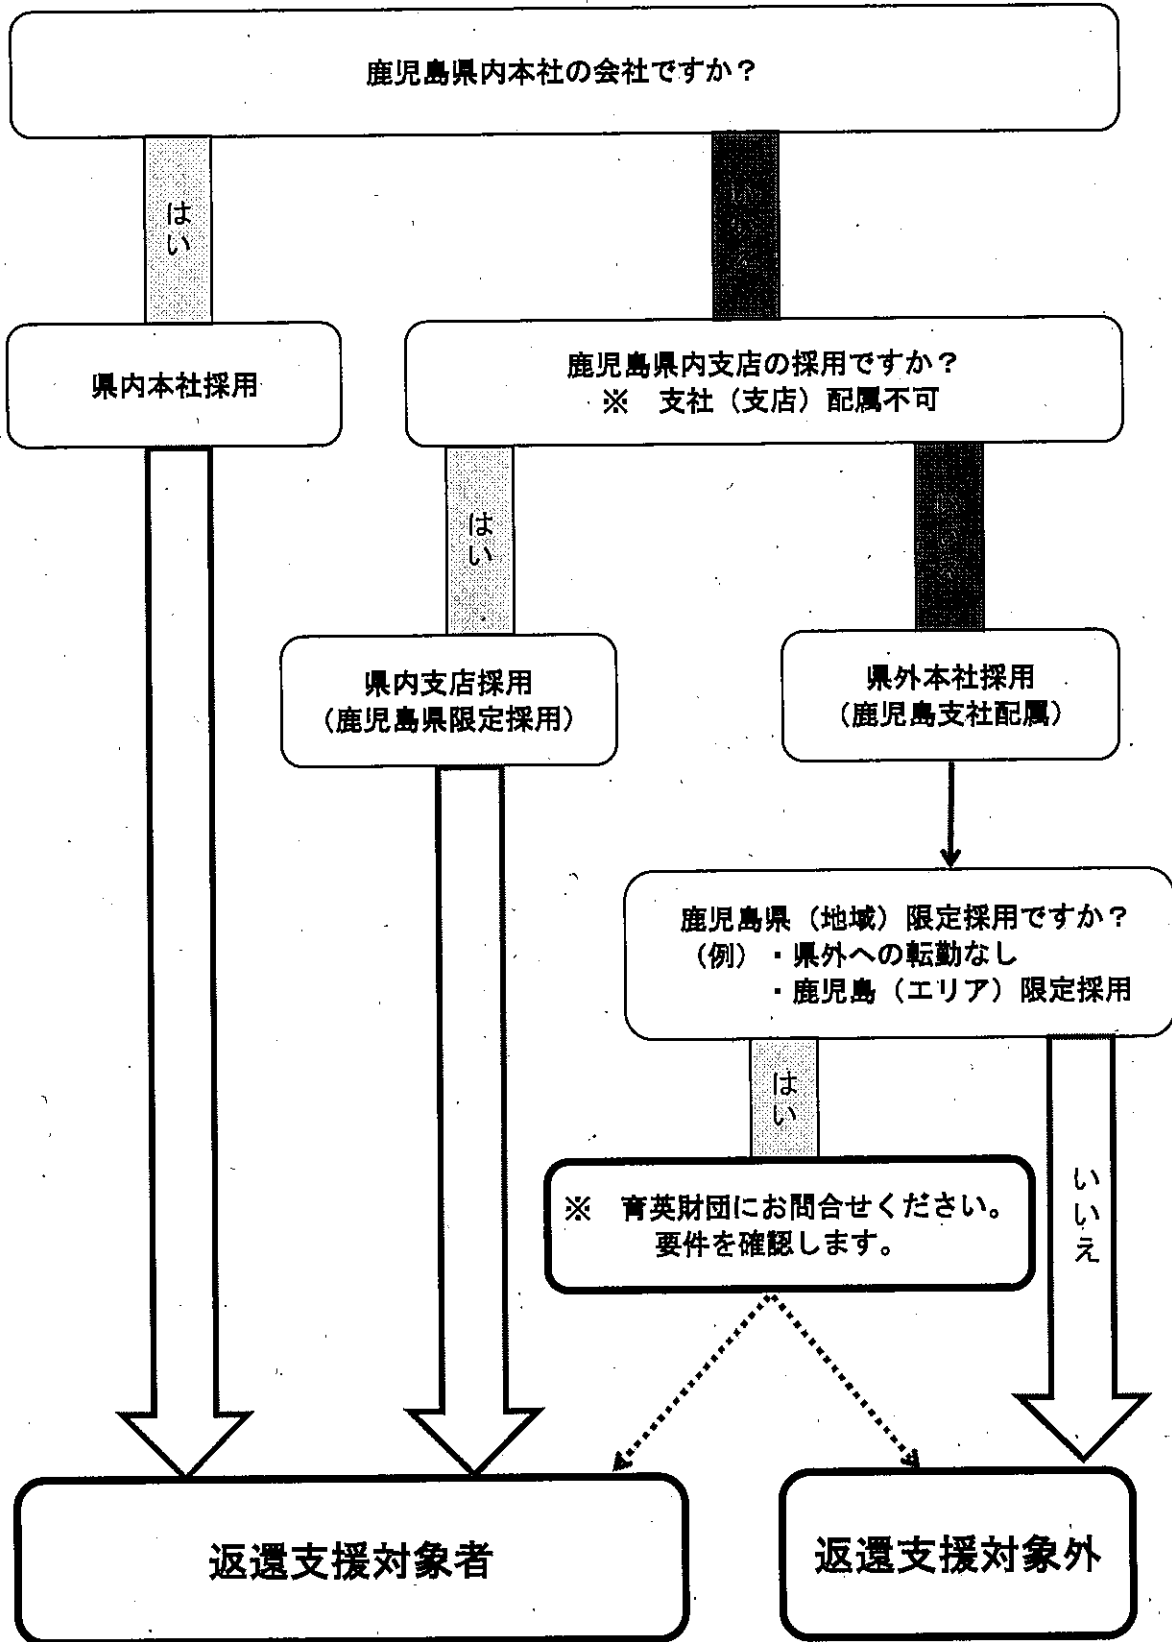 鹿児島県内本社の会社ですか？
はい
県内本社採用
鹿児島県内支店の採用ですか？
※　支社（支店）配属不可
はい
県内支店採用
（鹿児島県限定採用）
県外本社採用
（鹿児島支社配属）
鹿児島県（地域）限定採用ですか？
（例）・県外への転勤なし
・鹿児島（エリア）限定採用
はい
いいえ
※　育英財団にお問合せください。
要件を確認します。
返還支援対象者
返還支援対象外